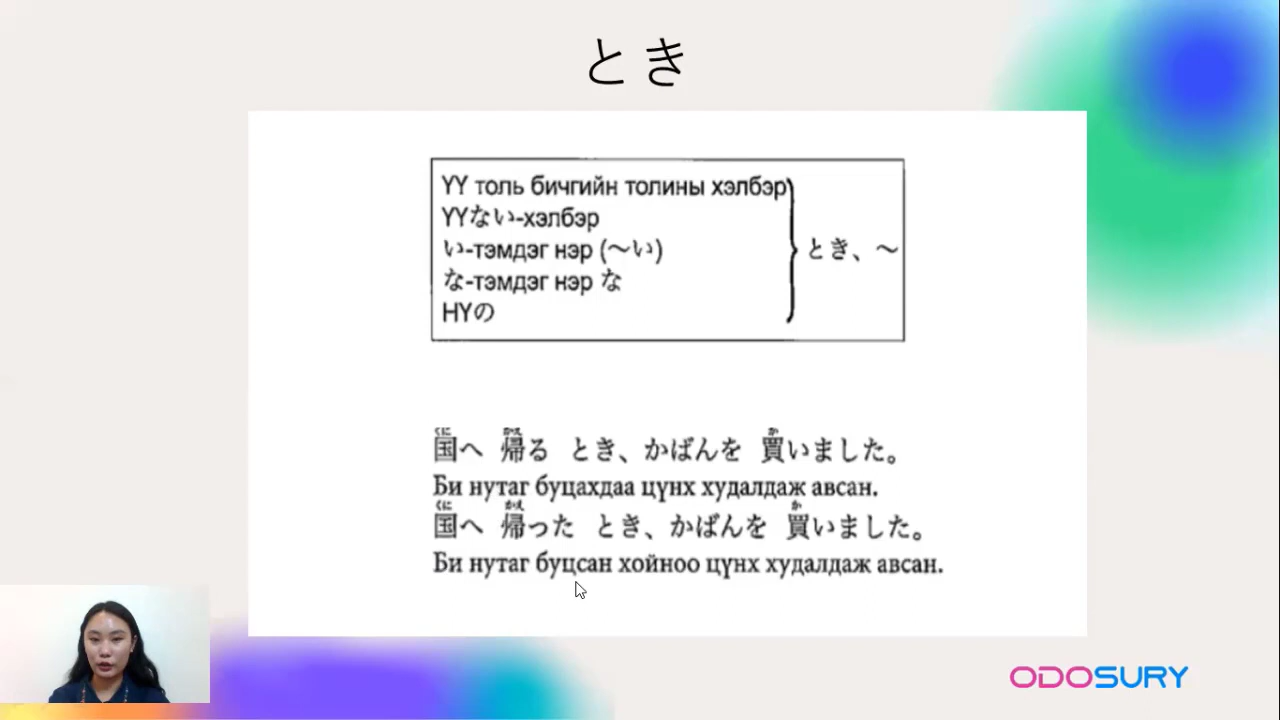 とき
ҮҮ толь бичгийн толины хэлбэр
ҮҮない-хэлбэр
い-тэмдэг нэр (～い)
な-тэмдэг нэр な
НҮの
とき、～
くに かえ か
国へ 帰る とき、かばんを 買いました。
Би нутаг буцахдаа цүнх худалдаж авсан.
くに かえ か
国へ 帰った とき、かばんを 買いました。
Би нутаг буцсан хойноо цүнх худалдаж авсан.
ODOSURY